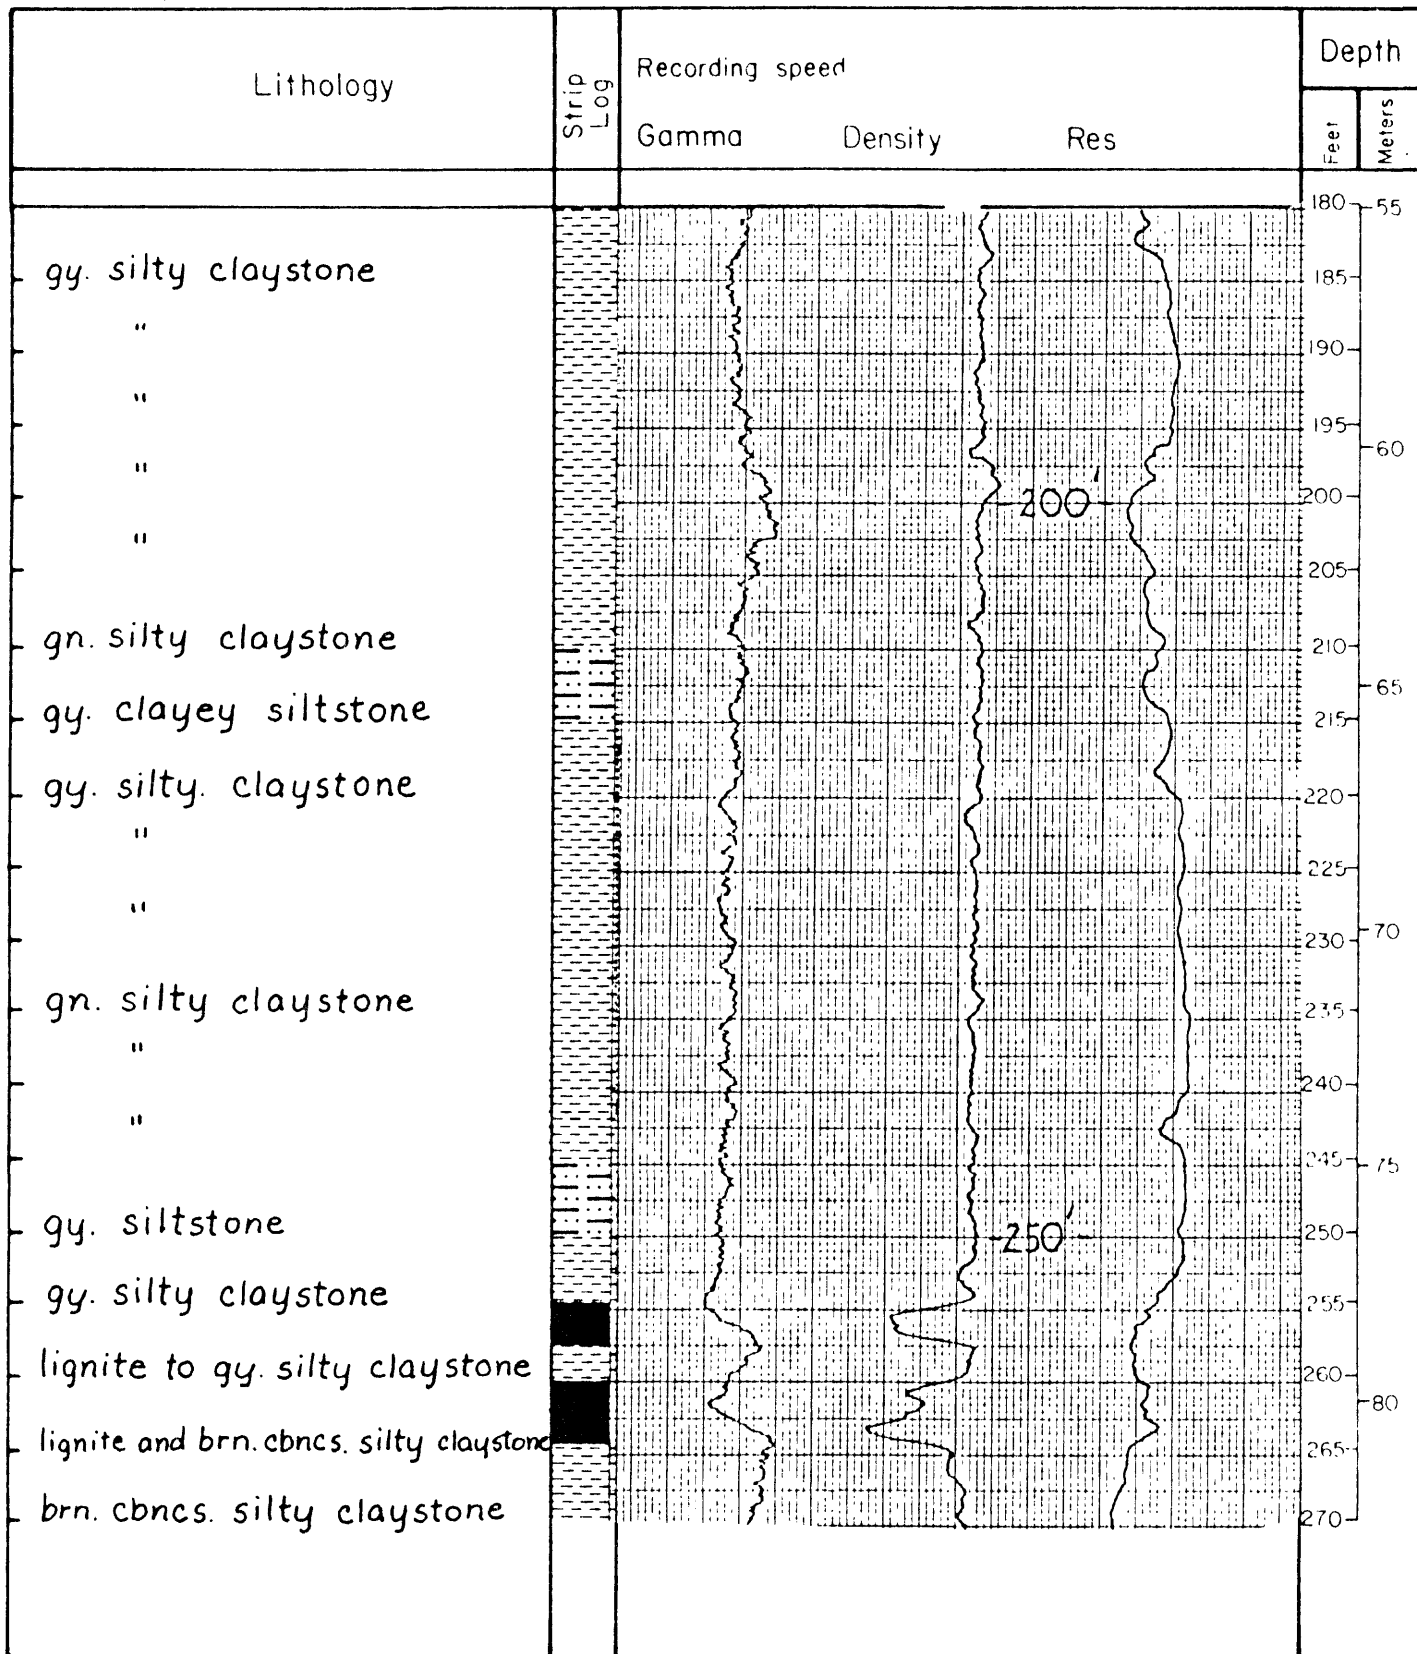 Lithology
Strip Log
Recording speed
Gamma Density Res
Depth
Feet
Meters
180 55
gy. silty claystone
185
"
190
"
195
60
"
200' 200
"
205
gn. silty claystone
210
65
gy. clayey siltstone
215
gy. silty. claystone
220
"
225
"
70
230
gn. silty claystone
235
"
240
"
245 75
gy. siltstone
250' 250
gy. silty claystone
255
lignite to gy. silty claystone
260
80
lignite and brn. cbncs. silty claystone
265
brn. cbncs. silty claystone
270